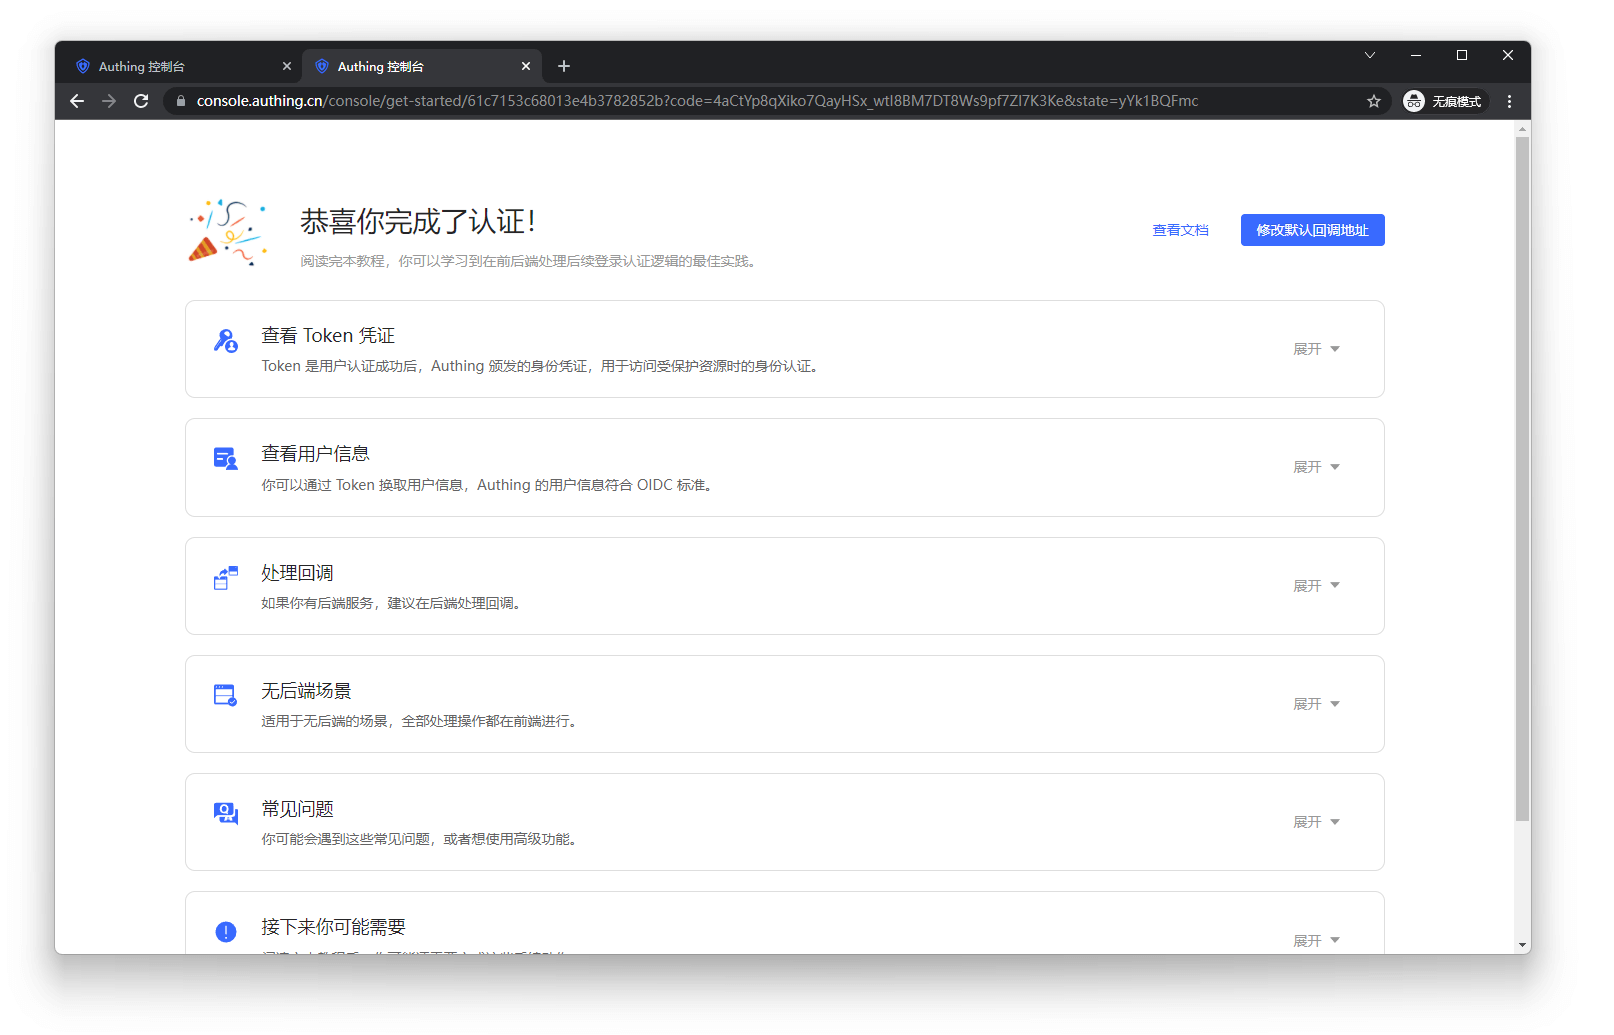 Authing 控制台
Authing 控制台
console.authing.cn/console/get-started/61c7153c68013e4b3782852b?code=4aCtYp8qXiko7QayHSx_wtI8BM7DT8Ws9pf7ZI7K3Ke&state=yYk1BQFmc
无痕模式
恭喜你完成了认证！
查看文档
修改默认回调地址
阅读完本教程，你可以学习到在前后端处理后续登录认证逻辑的最佳实践。
查看 Token 凭证
展开
Token 是用户认证成功后，Authing 颁发的身份凭证，用于访问受保护资源时的身份认证。
查看用户信息
展开
你可以通过 Token 换取用户信息，Authing 的用户信息符合 OIDC 标准。
处理回调
展开
如果你有后端服务，建议在后端处理回调。
无后端场景
展开
适用于无后端的场景，全部处理操作都在前端进行。
常见问题
展开
你可能会遇到这些常见问题，或者想使用高级功能。
接下来你可能需要
展开